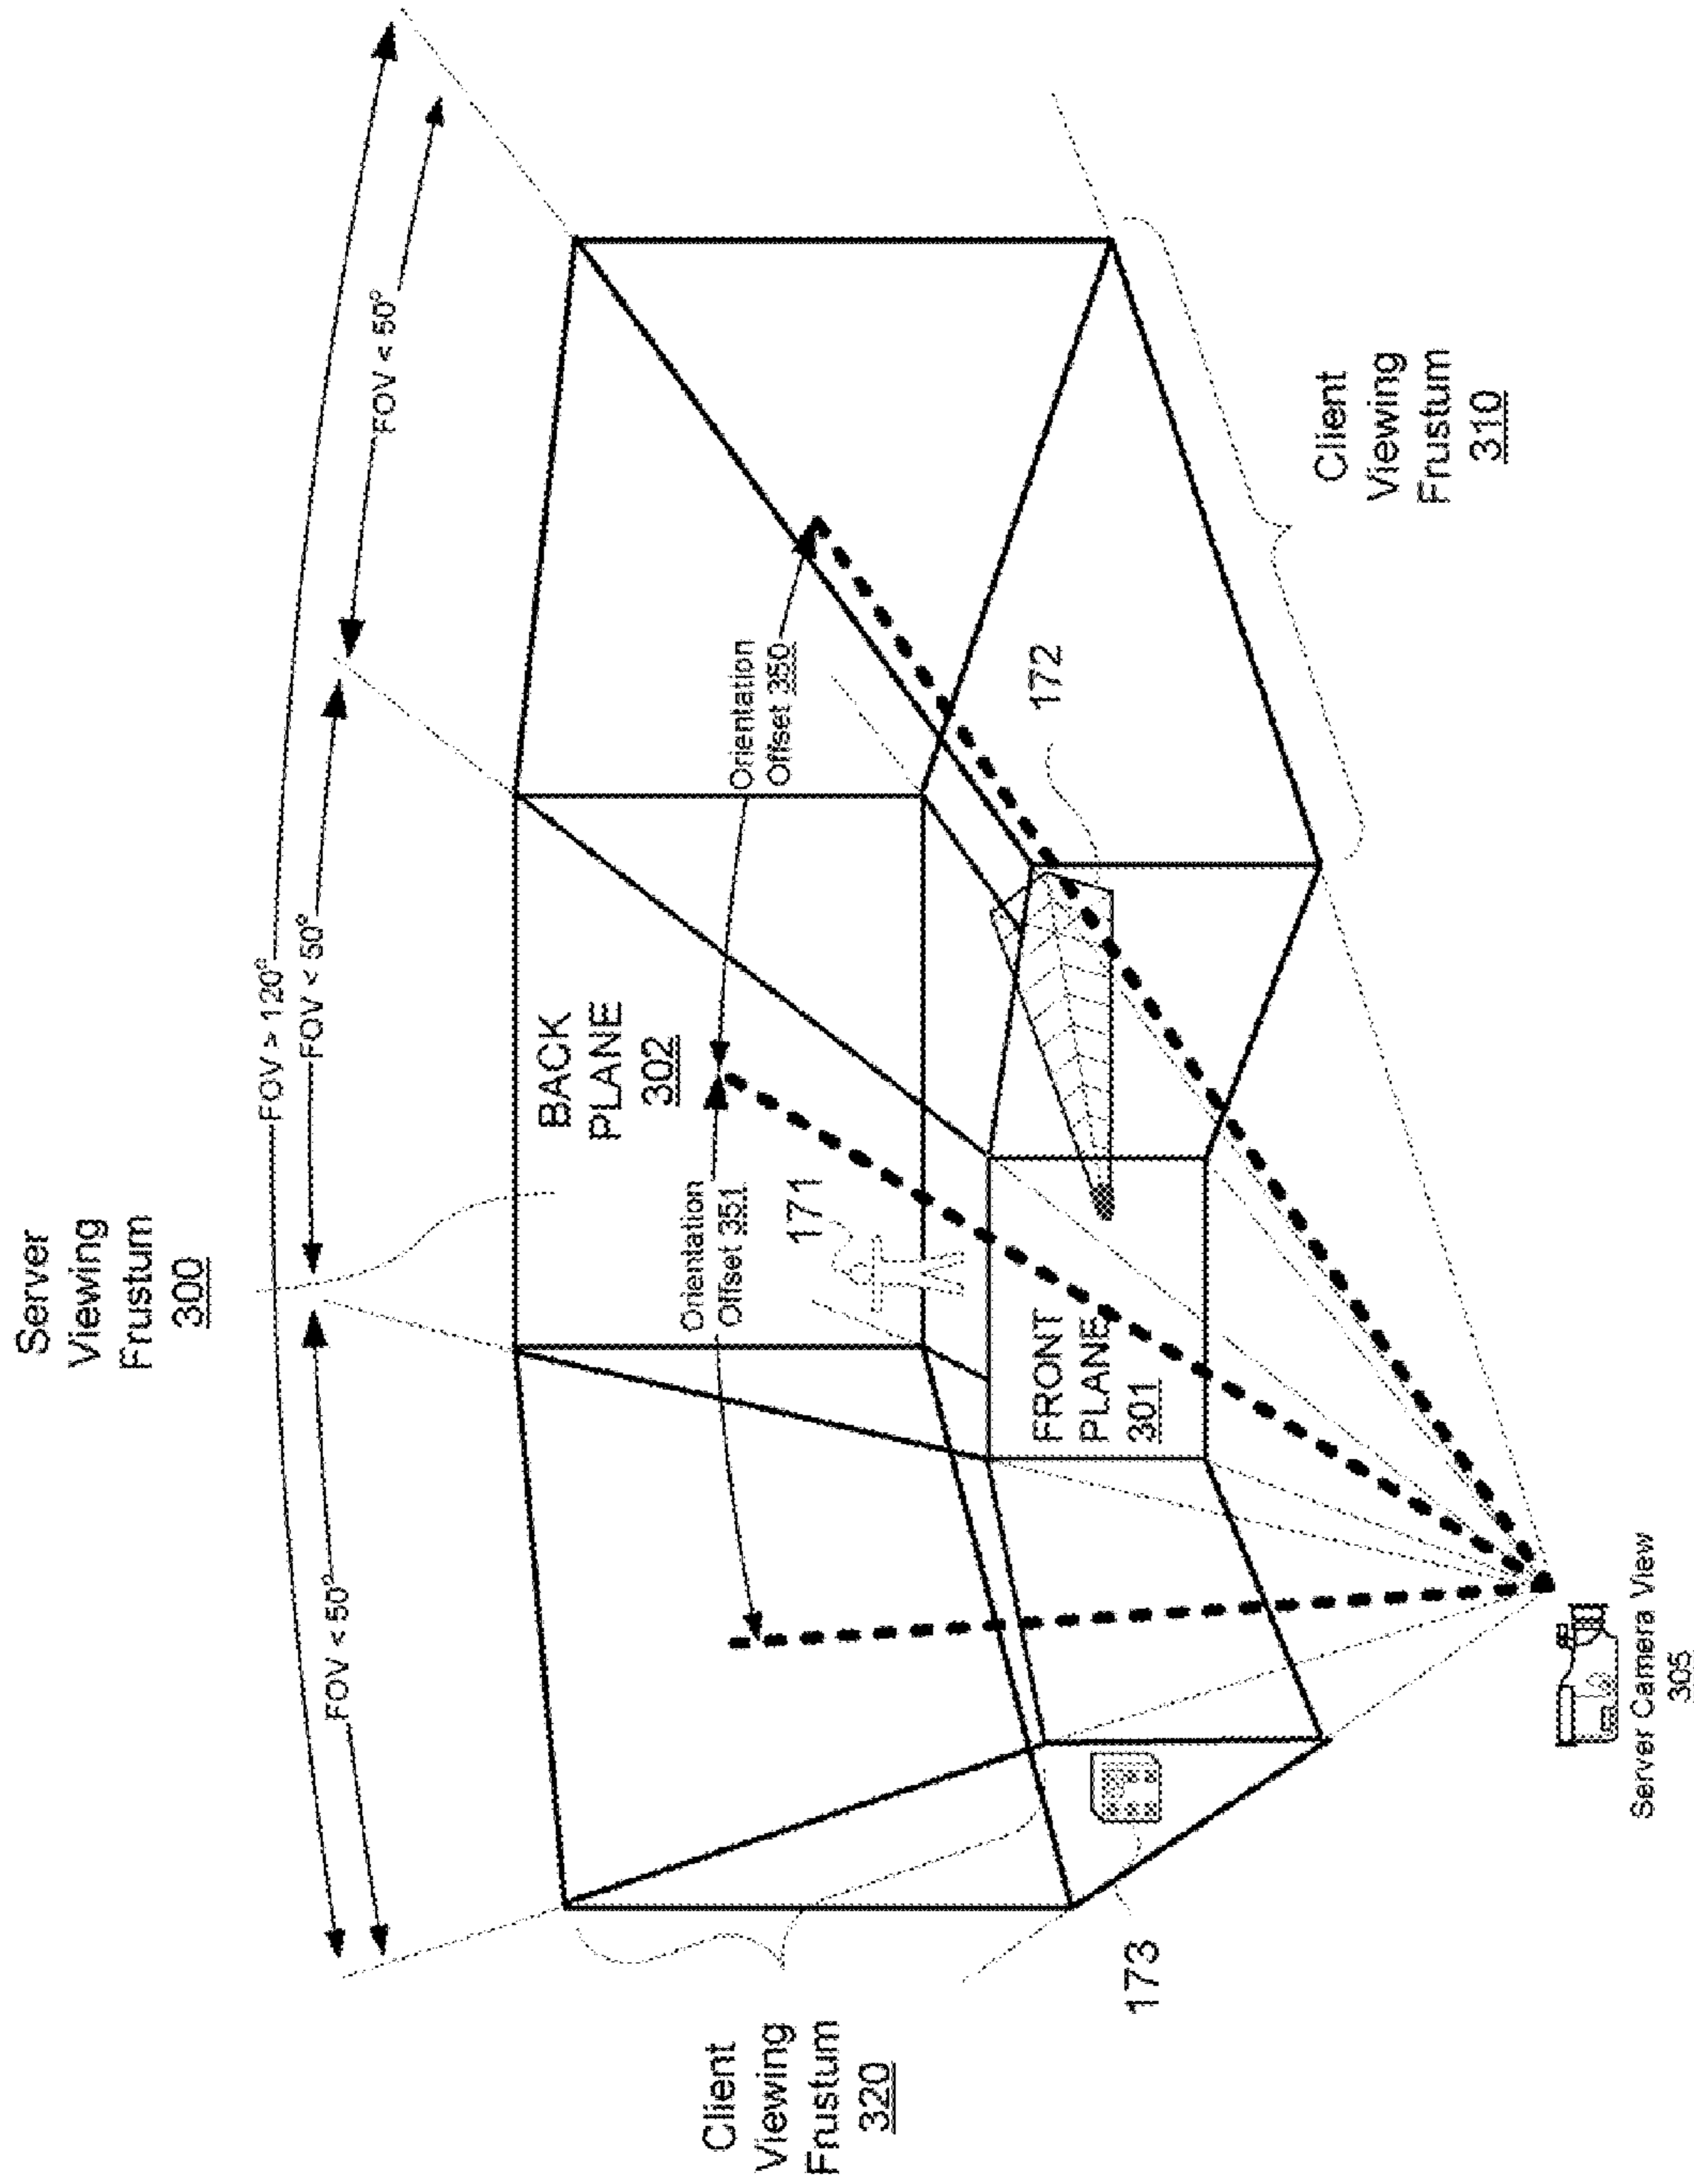 Server
Viewing
Frustum
300
FOV > 120°
FOV < 50°
FOV < 50°
FOV < 50°
Client
Viewing
Frustum
320
BACK
PLANE
302
Orientation
Offset 351
Orientation
Offset 350
171
172
173
FRONT
PLANE
301
Client
Viewing
Frustum
310
Server Camera View
305